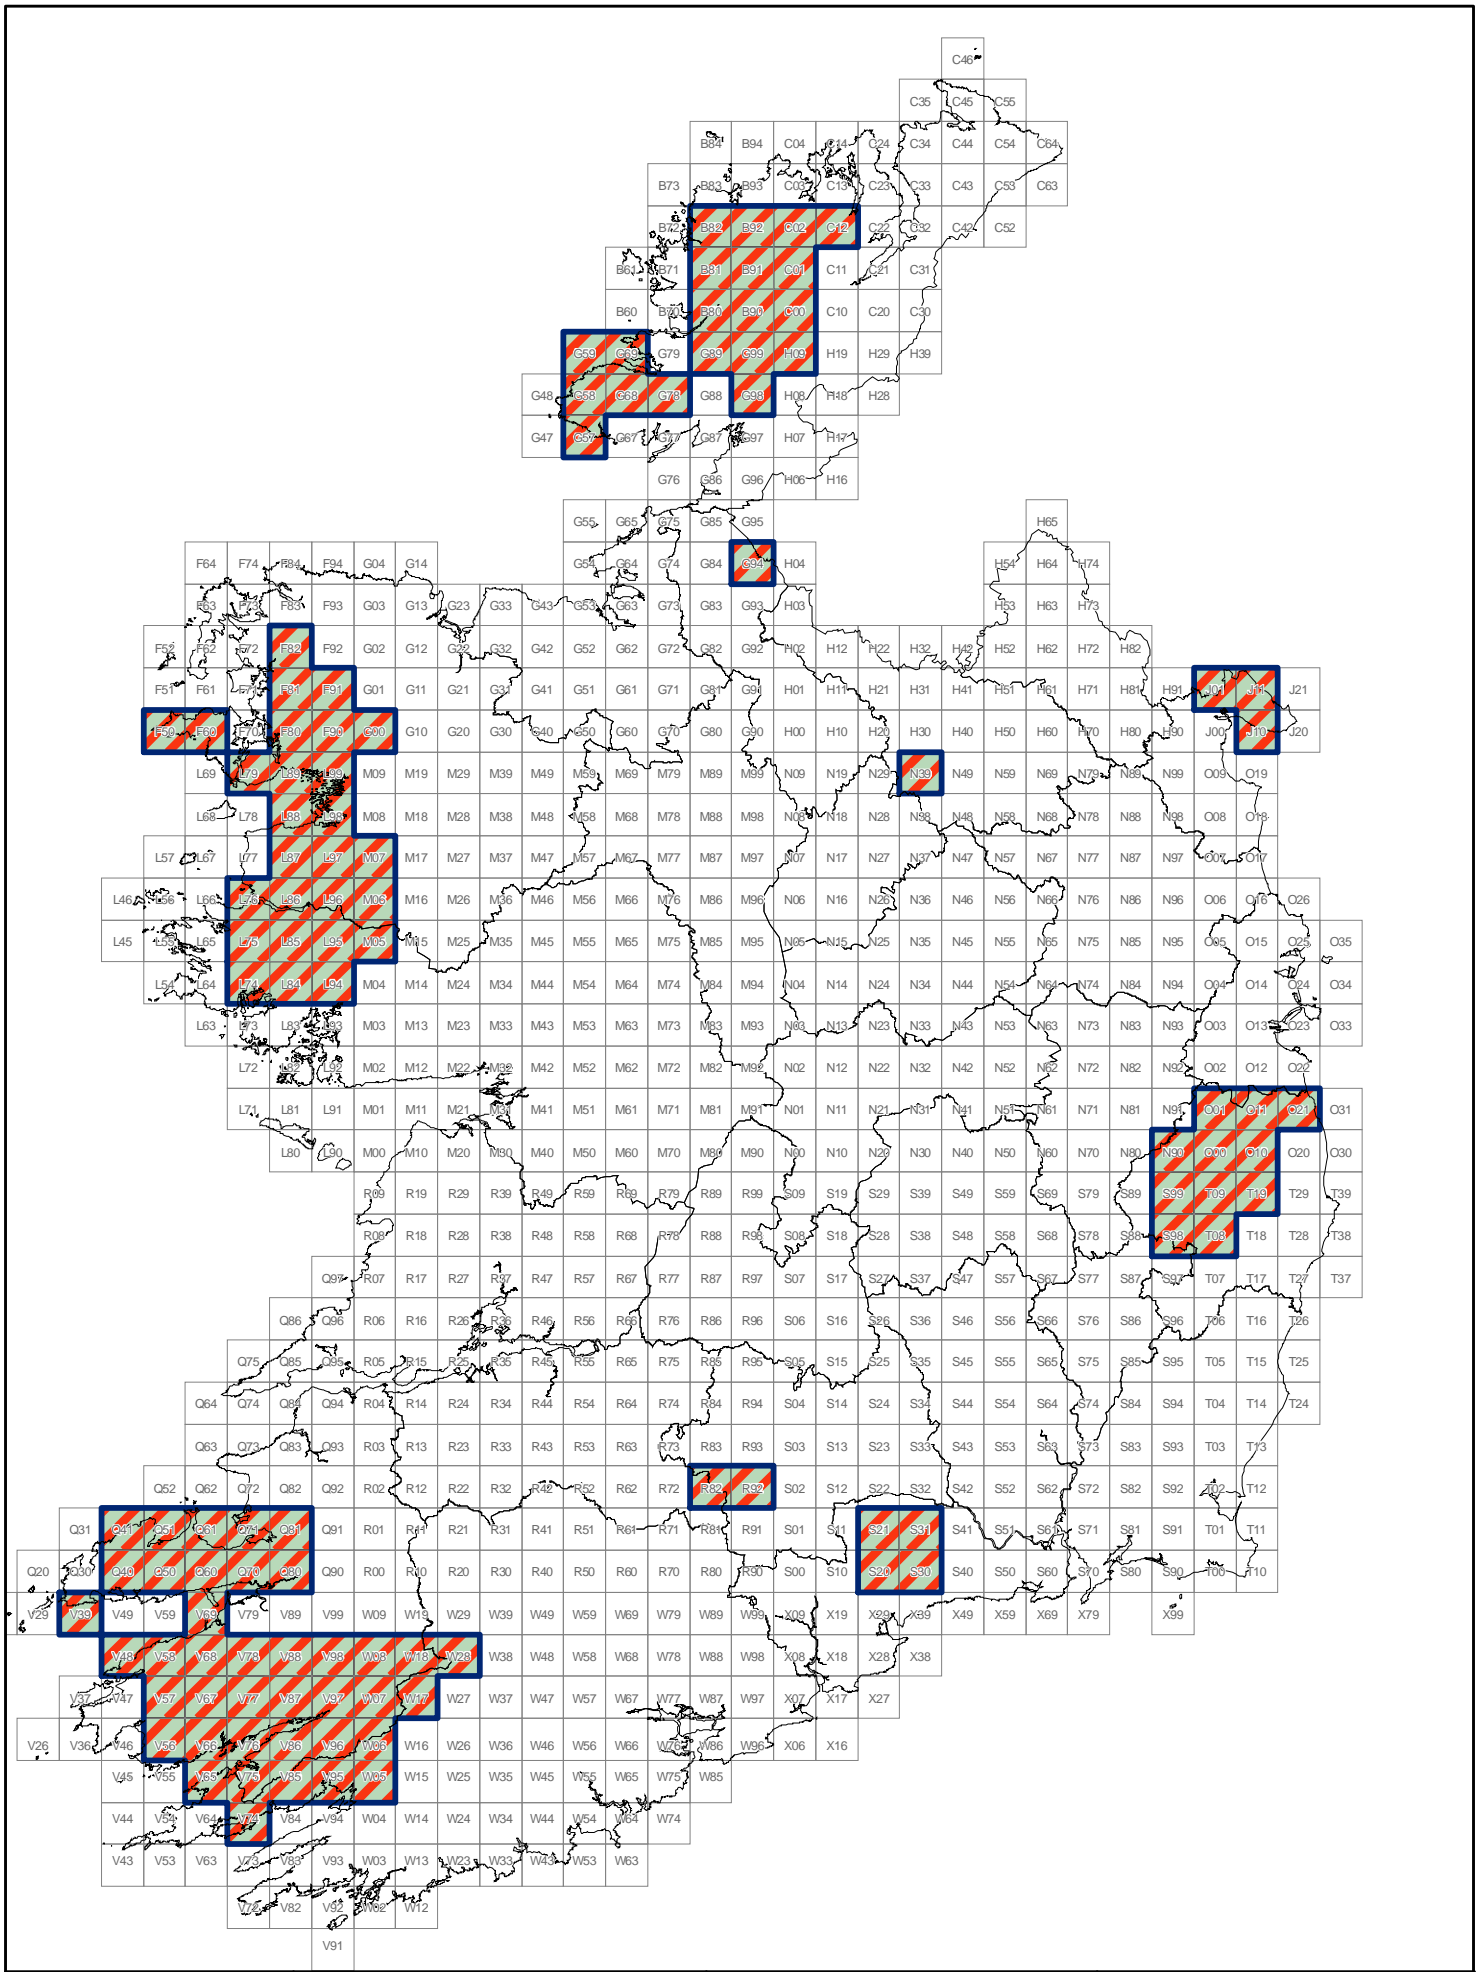 C46
C35 C45 C55
B84 B94 C04 C14 C24 C34 C44 C54 C64
B73 B83 B93 C03 C13 C23 C33 C43 C53 C63
B72 B82 B92 C02 C12 C22 C32 C42 C52
B61 B71 B81 B91 C01 C11 C21 C31
B60 B70 B80 B90 C00 C10 C20 C30
G59 G69 G79 G89 G99 H09 H19 H29 H39
G48 G58 G68 G78 G88 G98 H08 H18 H28
G47 G57 G67 G77 G87 G97 H07 H17
G76 G86 G96 H06 H16
G55 G65 G75 G85 G95 H65
F64 F74 F84 F94 G04 G14 G54 G64 G74 G84 G94 H04 H54 H64 H74
F63 F73 F83 F93 G03 G13 G23 G33 G43 G53 G63 G73 G83 G93 H03 H53 H63 H73
F52 F62 F72 F82 F92 G02 G12 G22 G32 G42 G52 G62 G72 G82 G92 H02 H12 H22 H32 H42 H52 H62 H72 H82
F51 F61 F71 F81 F91 G01 G11 G21 G31 G41 G51 G61 G71 G81 G91 H01 H11 H21 H31 H41 H51 H61 H71 H81 H91 J01 J11 J21
F50 F60 F70 F80 F90 G00 G10 G20 G30 G40 G50 G60 G70 G80 G90 H00 H10 H20 H30 H40 H50 H60 H70 H80 H90 J00 J10 J20
L69 L79 L89 L99 M09 M19 M29 M39 M49 M59 M69 M79 M89 M99 N09 N19 N29 N39 N49 N59 N69 N79 N89 N99 O09 O19
L68 L78 L88 L98 M08 M18 M28 M38 M48 M58 M68 M78 M88 M98 N08 N18 N28 N38 N48 N58 N68 N78 N88 N98 O08 O18
L57 L67 L77 L87 L97 M07 M17 M27 M37 M47 M57 M67 M77 M87 M97 N07 N17 N27 N37 N47 N57 N67 N77 N87 N97 O07 O17
L46 L56 L66 L76 L86 L96 M06 M16 M26 M36 M46 M56 M66 M76 M86 M96 N06 N16 N26 N36 N46 N56 N66 N76 N86 N96 O06 O16 O26
L45 L55 L65 L75 L85 L95 M05 M15 M25 M35 M45 M55 M65 M75 M85 M95 N05 N15 N25 N35 N45 N55 N65 N75 N85 N95 O05 O15 O25 O35
L54 L64 L74 L84 L94 M04 M14 M24 M34 M44 M54 M64 M74 M84 M94 N04 N14 N24 N34 N44 N54 N64 N74 N84 N94 O04 O14 O24 O34
L63 L73 L83 L93 M03 M13 M23 M33 M43 M53 M63 M73 M83 M93 N03 N13 N23 N33 N43 N53 N63 N73 N83 N93 O03 O13 O23 O33
L72 L82 L92 M02 M12 M22 M32 M42 M52 M62 M72 M82 M92 N02 N12 N22 N32 N42 N52 N62 N72 N82 N92 O02 O12 O22
L71 L81 L91 M01 M11 M21 M31 M41 M51 M61 M71 M81 M91 N01 N11 N21 N31 N41 N51 N61 N71 N81 N91 O01 O11 O21 O31
L80 L90 M00 M10 M20 M30 M40 M50 M60 M70 M80 M90 N00 N10 N20 N30 N40 N50 N60 N70 N80 N90 O00 O10 O20 O30
R09 R19 R29 R39 R49 R59 R69 R79 R89 R99 S09 S19 S29 S39 S49 S59 S69 S79 S89 S99 T09 T19 T29 T39
R08 R18 R28 R38 R48 R58 R68 R78 R88 R98 S08 S18 S28 S38 S48 S58 S68 S78 S88 S98 T08 T18 T28 T38
Q97 R07 R17 R27 R37 R47 R57 R67 R77 R87 R97 S07 S17 S27 S37 S47 S57 S67 S77 S87 S97 T07 T17 T27 T37
Q86 Q96 R06 R16 R26 R36 R46 R56 R66 R76 R86 R96 S06 S16 S26 S36 S46 S56 S66 S76 S86 S96 T06 T16 T26
Q75 Q85 Q95 R05 R15 R25 R35 R45 R55 R65 R75 R85 R95 S05 S15 S25 S35 S45 S55 S65 S75 S85 S95 T05 T15 T25
Q64 Q74 Q84 Q94 R04 R14 R24 R34 R44 R54 R64 R74 R84 R94 S04 S14 S24 S34 S44 S54 S64 S74 S84 S94 T04 T14 T24
Q63 Q73 Q83 Q93 R03 R13 R23 R33 R43 R53 R63 R73 R83 R93 S03 S13 S23 S33 S43 S53 S63 S73 S83 S93 T03 T13
Q52 Q62 Q72 Q82 Q92 R02 R12 R22 R32 R42 R52 R62 R72 R82 R92 S02 S12 S22 S32 S42 S52 S62 S72 S82 S92 T02 T12
Q31 Q41 Q51 Q61 Q71 Q81 Q91 R01 R11 R21 R31 R41 R51 R61 R71 R81 R91 S01 S11 S21 S31 S41 S51 S61 S71 S81 S91 T01 T11
Q20 Q30 Q40 Q50 Q60 Q70 Q80 Q90 R00 R10 R20 R30 R40 R50 R60 R70 R80 R90 S00 S10 S20 S30 S40 S50 S60 S70 S80 S90 T00 T10
V29 V39 V49 V59 V69 V79 V89 V99 W09 W19 W29 W39 W49 W59 W69 W79 W89 W99 X09 X19 X29 X39 X49 X59 X69 X79 X99
V48 V58 V68 V78 V88 V98 W08 W18 W28 W38 W48 W58 W68 W78 W88 W98 X08 X18 X28 X38
V37 V47 V57 V67 V77 V87 V97 W07 W17 W27 W37 W47 W57 W67 W77 W87 W97 X07 X17 X27
V26 V36 V46 V56 V66 V76 V86 V96 W06 W16 W26 W36 W46 W56 W66 W76 W86 W96 X06 X16
V45 V55 V65 V75 V85 V95 W05 W15 W25 W35 W45 W55 W65 W75 W85
V44 V54 V64 V74 V84 V94 W04 W14 W24 W34 W44 W54 W64 W74
V43 V53 V63 V73 V83 V93 W03 W13 W23 W33 W43 W53 W63
V72 V82 V92 W02 W12
V91